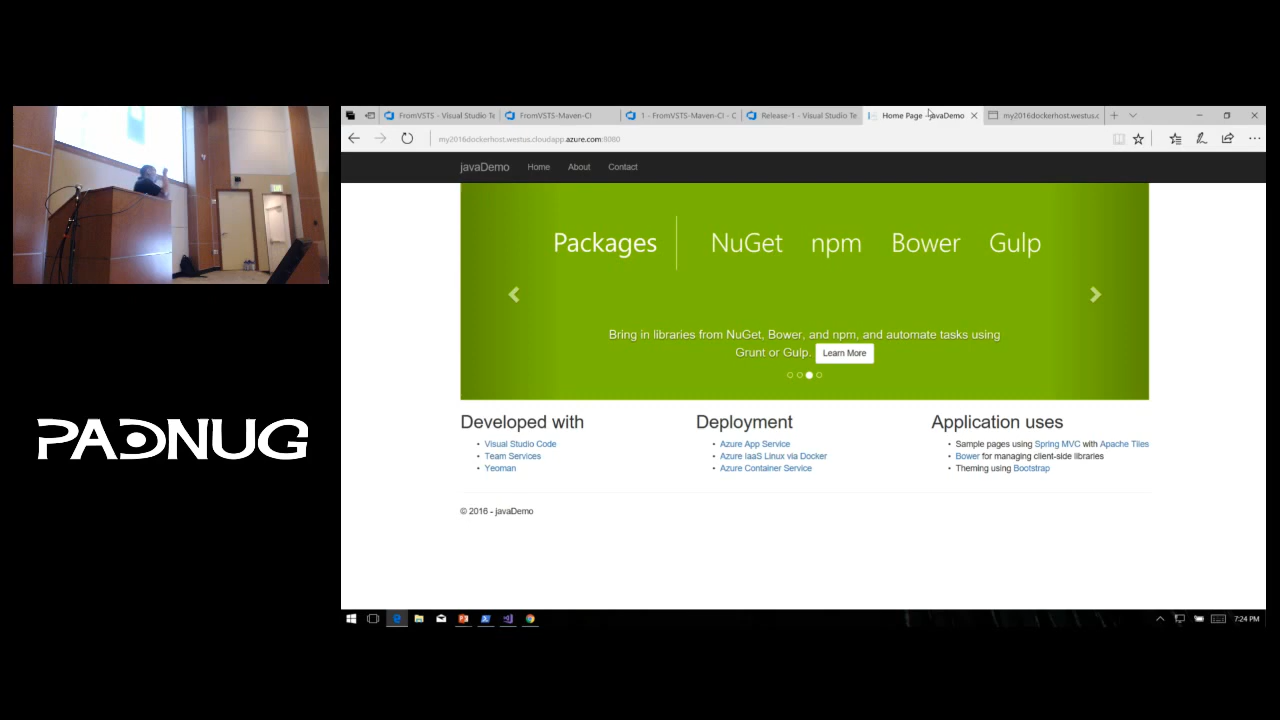 FromVSTS - Visual Studio Te
FromVSTS-Maven-CI
1 - FromVSTS-Maven-CI - C
Release-1 - Visual Studio Te
Home Page - javaDemo
my2016dockerhost.westus.c
my2016dockerhost.westus.cloudapp.azure.com:8080
javaDemo Home About Contact
Packages NuGet npm Bower Gulp
Bring in libraries from NuGet, Bower, and npm, and automate tasks using
Grunt or Gulp. Learn More
PADNUG
Developed with
Visual Studio Code
Team Services
Yeoman
Deployment
Azure App Service
Azure IaaS Linux via Docker
Azure Container Service
Application uses
Sample pages using Spring MVC with Apache Tiles
Bower for managing client-side libraries
Theming using Bootstrap
© 2016 - javaDemo
7:24 PM